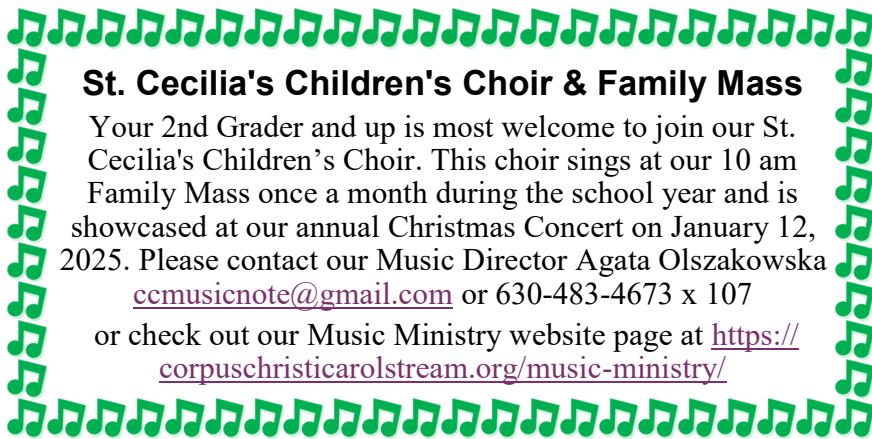 St. Cecilia's Children's Choir & Family Mass
Your 2nd Grader and up is most welcome to join our St.
Cecilia's Children’s Choir. This choir sings at our 10 am
Family Mass once a month during the school year and is
showcased at our annual Christmas Concert on January 12,
2025. Please contact our Music Director Agata Olszakowska
ccmusicnote@gmail.com or 630-483-4673 x 107
or check out our Music Ministry website page at https://
corpuschristicarolstream.org/music-ministry/